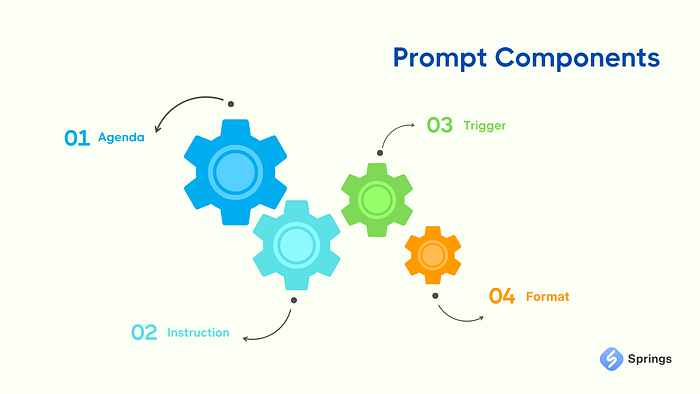 Prompt Components
01 Agenda
02 Instruction
03 Trigger
04 Format
Springs